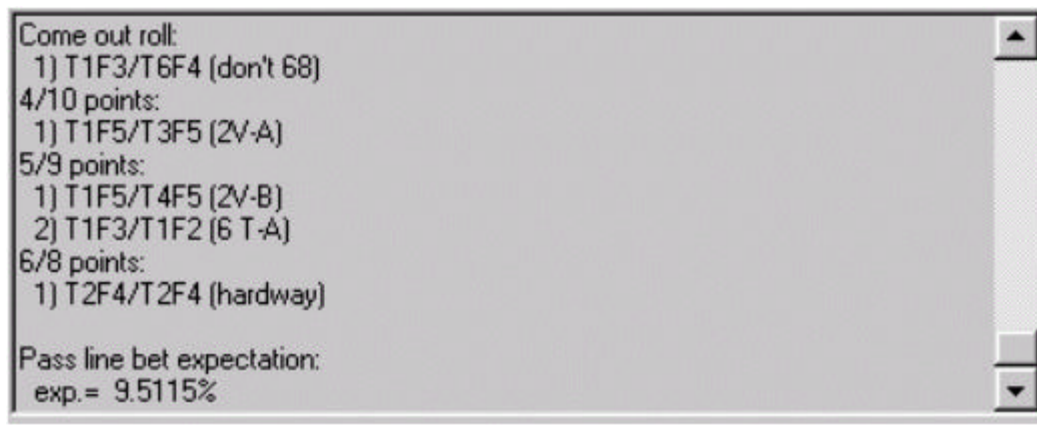 Come out roll:
1) T1F3/T6F4 (don't 68)
4/10 points:
1) T1F5/T3F5 (2V-A)
5/9 points:
1) T1F5/T4F5 (2V-B)
2) T1F3/T1F2 (6 T-A)
6/8 points:
1) T2F4/T2F4 (hardway)
Pass line bet expectation:
exp.= 9.5115%